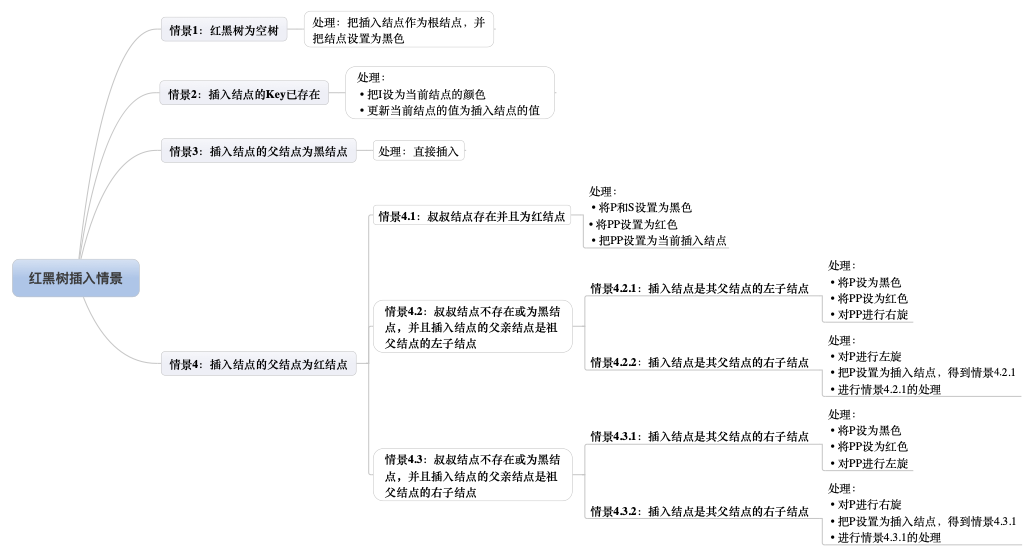 红黑树插入情景
情景1：红黑树为空树
处理：把插入结点作为根结点，并
把结点设置为黑色
情景2：插入结点的Key已存在
处理：
• 把I设为当前结点的颜色
• 更新当前结点的值为插入结点的值
情景3：插入结点的父结点为黑结点
处理：直接插入
情景4：插入结点的父结点为红结点
情景4.1：叔叔结点存在并且为红结点
处理：
• 将P和S设置为黑色
• 将PP设置为红色
• 把PP设置为当前插入结点
情景4.2：叔叔结点不存在或为黑结
点，并且插入结点的父亲结点是祖
父结点的左子结点
情景4.2.1：插入结点是其父结点的左子结点
处理：
• 将P设为黑色
• 将PP设为红色
• 对PP进行右旋
情景4.2.2：插入结点是其父结点的右子结点
处理：
• 对P进行左旋
• 把P设置为插入结点，得到情景4.2.1
• 进行情景4.2.1的处理
情景4.3：叔叔结点不存在或为黑结
点，并且插入结点的父亲结点是祖
父结点的右子结点
情景4.3.1：插入结点是其父结点的右子结点
处理：
• 将P设为黑色
• 将PP设为红色
• 对PP进行左旋
情景4.3.2：插入结点是其父结点的右子结点
处理：
• 对P进行右旋
• 把P设置为插入结点，得到情景4.3.1
• 进行情景4.3.1的处理